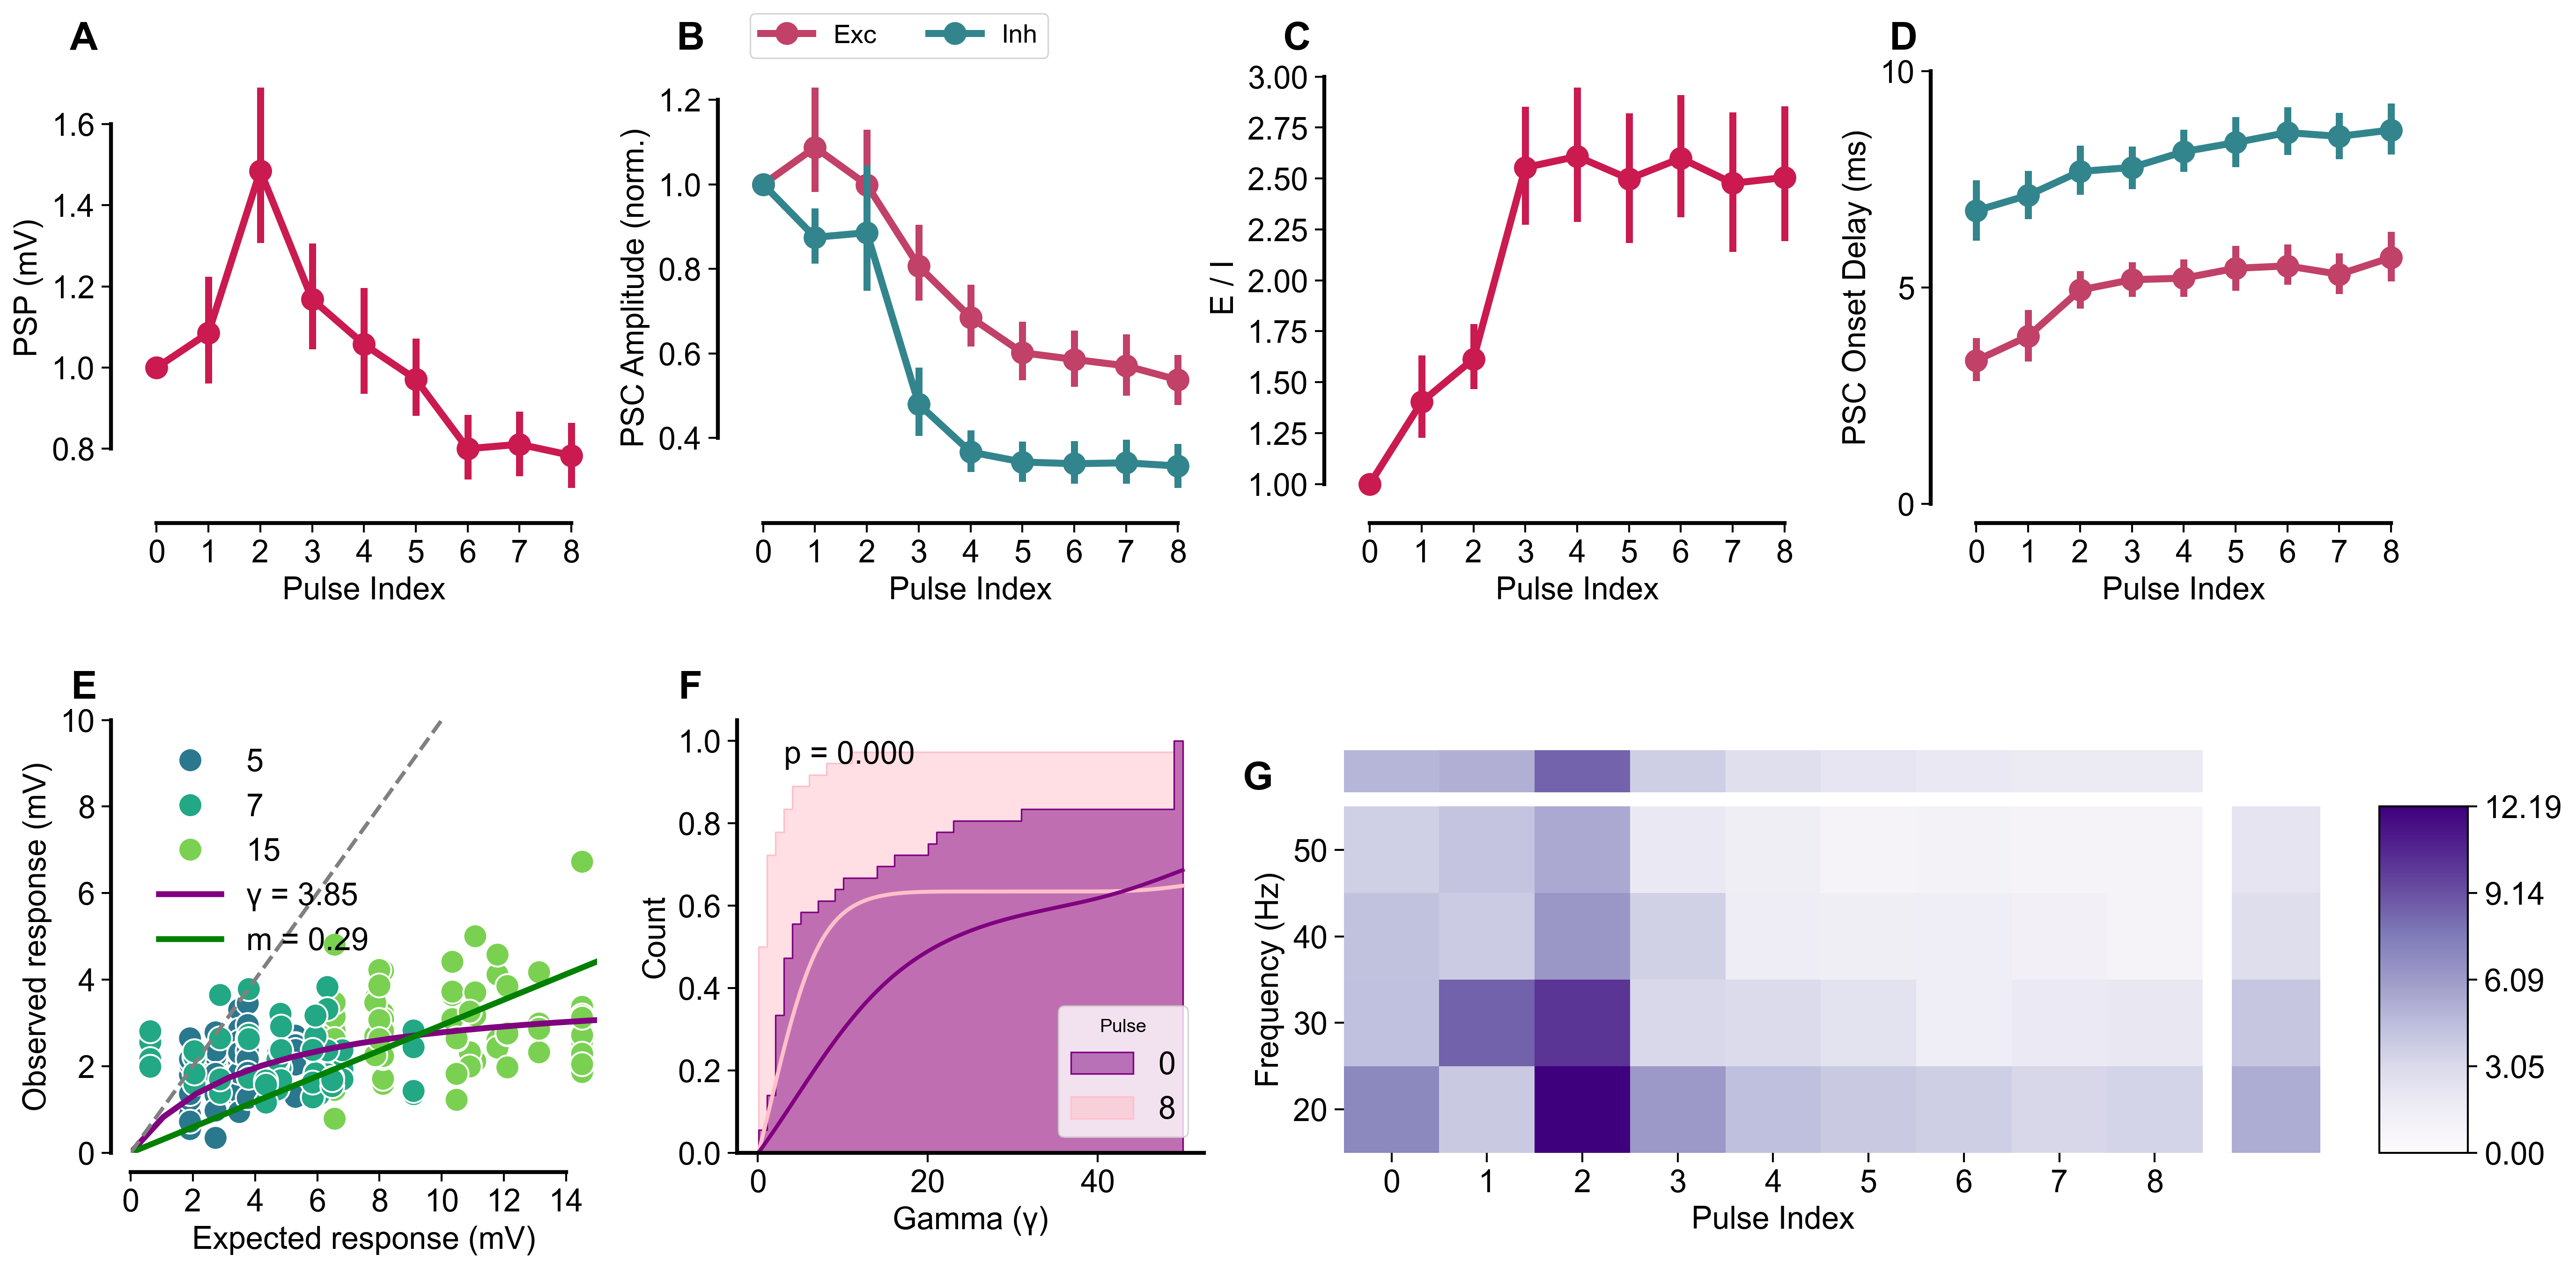 A
PSP (mV)
1.6
1.4
1.2
1.0
0.8
0 1 2 3 4 5 6 7 8
Pulse Index
B
Exc Inh
PSC Amplitude (norm.)
1.2
1.0
0.8
0.6
0.4
0 1 2 3 4 5 6 7 8
Pulse Index
C
E / I
3.00
2.75
2.50
2.25
2.00
1.75
1.50
1.25
1.00
0 1 2 3 4 5 6 7 8
Pulse Index
D
PSC Onset Delay (ms)
10
5
0
0 1 2 3 4 5 6 7 8
Pulse Index
E
Observed response (mV)
10
8
6
4
2
0
5
7
15
γ = 3.85
m = 0.29
0 2 4 6 8 10 12 14
Expected response (mV)
F
Count
1.0
0.8
0.6
0.4
0.2
0.0
p = 0.000
Pulse
0
8
0 20 40
Gamma (γ)
G
Frequency (Hz)
50
40
30
20
0 1 2 3 4 5 6 7 8
Pulse Index
12.19
9.14
6.09
3.05
0.00